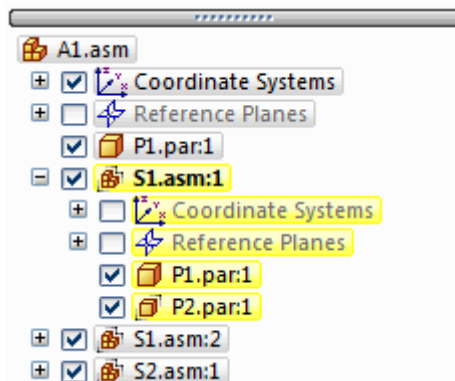 A1.asm
Coordinate Systems
Reference Planes
P1.par:1
S1.asm:1
Coordinate Systems
Reference Planes
P1.par:1
P2.par:1
S1.asm:2
S2.asm:1